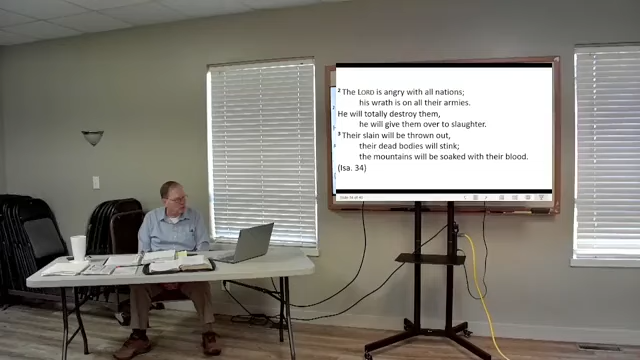 ² The LORD is angry with all nations;
his wrath is on all their armies.
He will totally destroy them,
he will give them over to slaughter.
³ Their slain will be thrown out,
their dead bodies will stink;
the mountains will be soaked with their blood.
(Isa. 34)